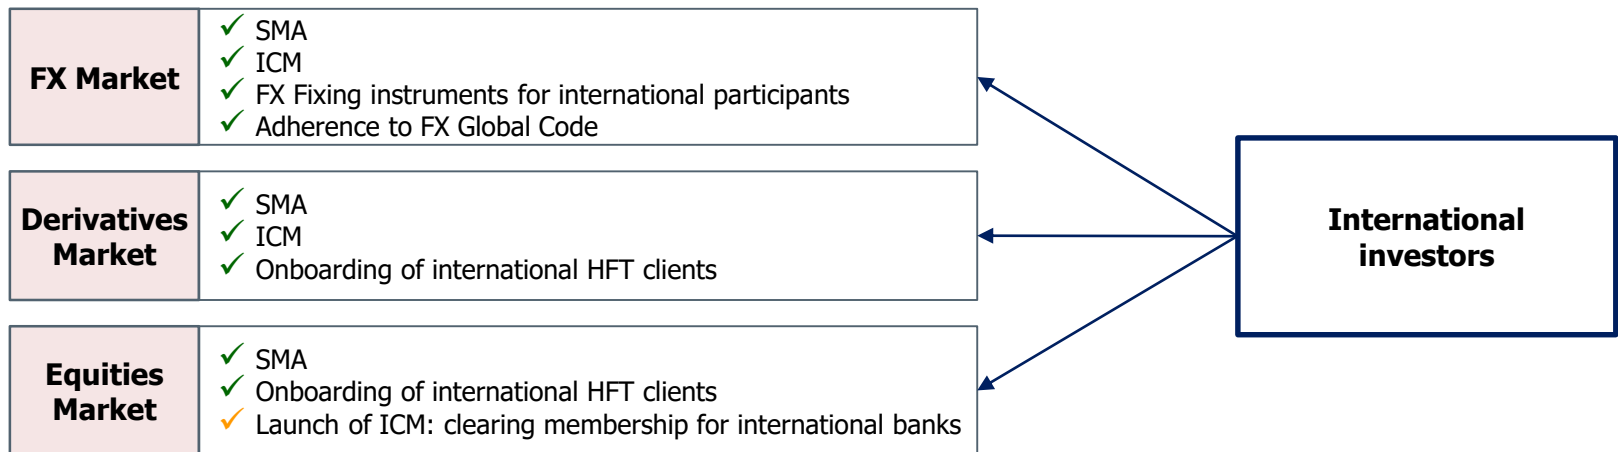 FX Market
✓ SMA
✓ ICM
✓ FX Fixing instruments for international participants
✓ Adherence to FX Global Code
Derivatives
Market
✓ SMA
✓ ICM
✓ Onboarding of international HFT clients
Equities
Market
✓ SMA
✓ Onboarding of international HFT clients
✓ Launch of ICM: clearing membership for international banks
International
investors